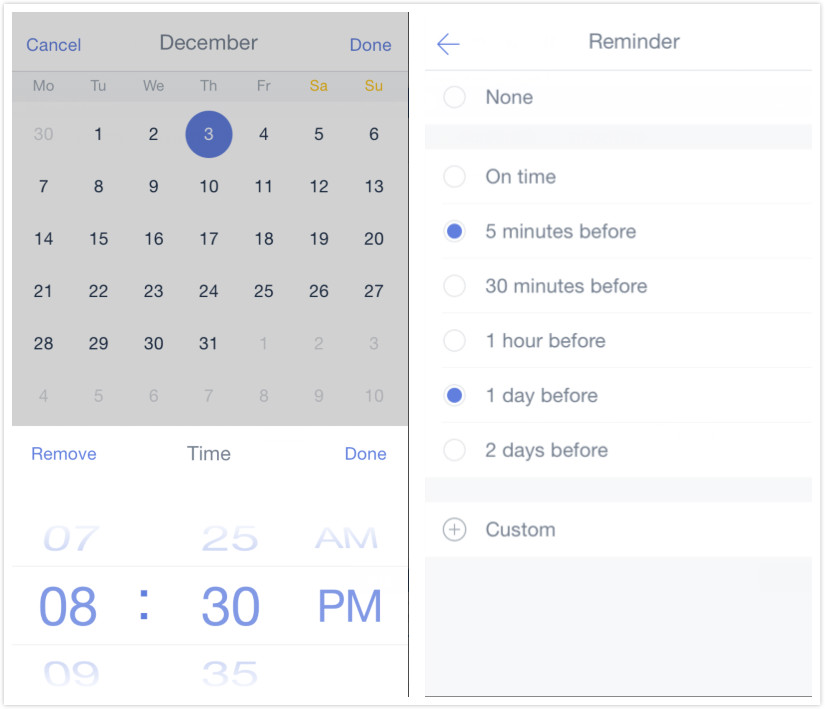 Cancel December Done
Mo Tu We Th Fr Sa Su
30 1 2 3 4 5 6
7 8 9 10 11 12 13
14 15 16 17 18 19 20
21 22 23 24 25 26 27
28 29 30 31 1 2 3
4 5 6 7 8 9 10
Remove Time Done
07 25 AM
08 : 30 PM
09 35
Reminder
None
On time
5 minutes before
30 minutes before
1 hour before
1 day before
2 days before
Custom